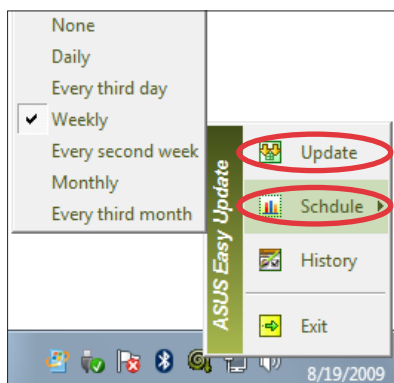 None
Daily
Every third day
Weekly
Every second week
Monthly
Every third month
ASUS Easy Update
Update
Schdule
History
Exit
8/19/2009